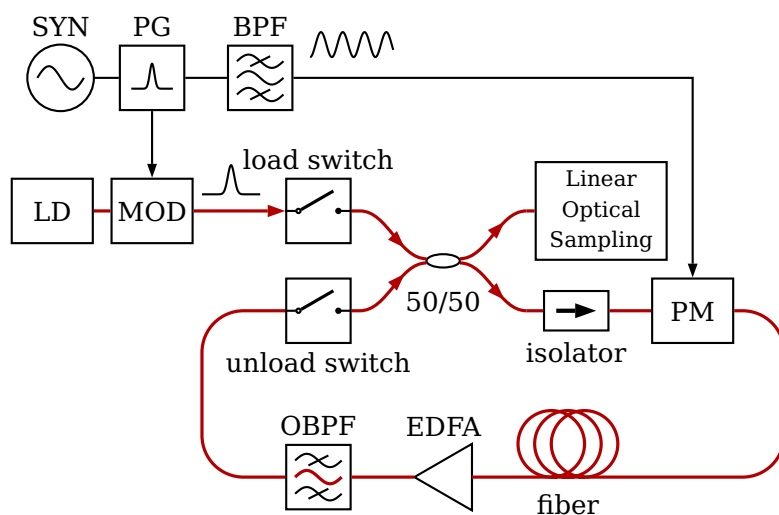 SYN
PG
BPF
load switch
LD
MOD
Linear
Optical
Sampling
50/50
unload switch
isolator
PM
OBPF
EDFA
fiber